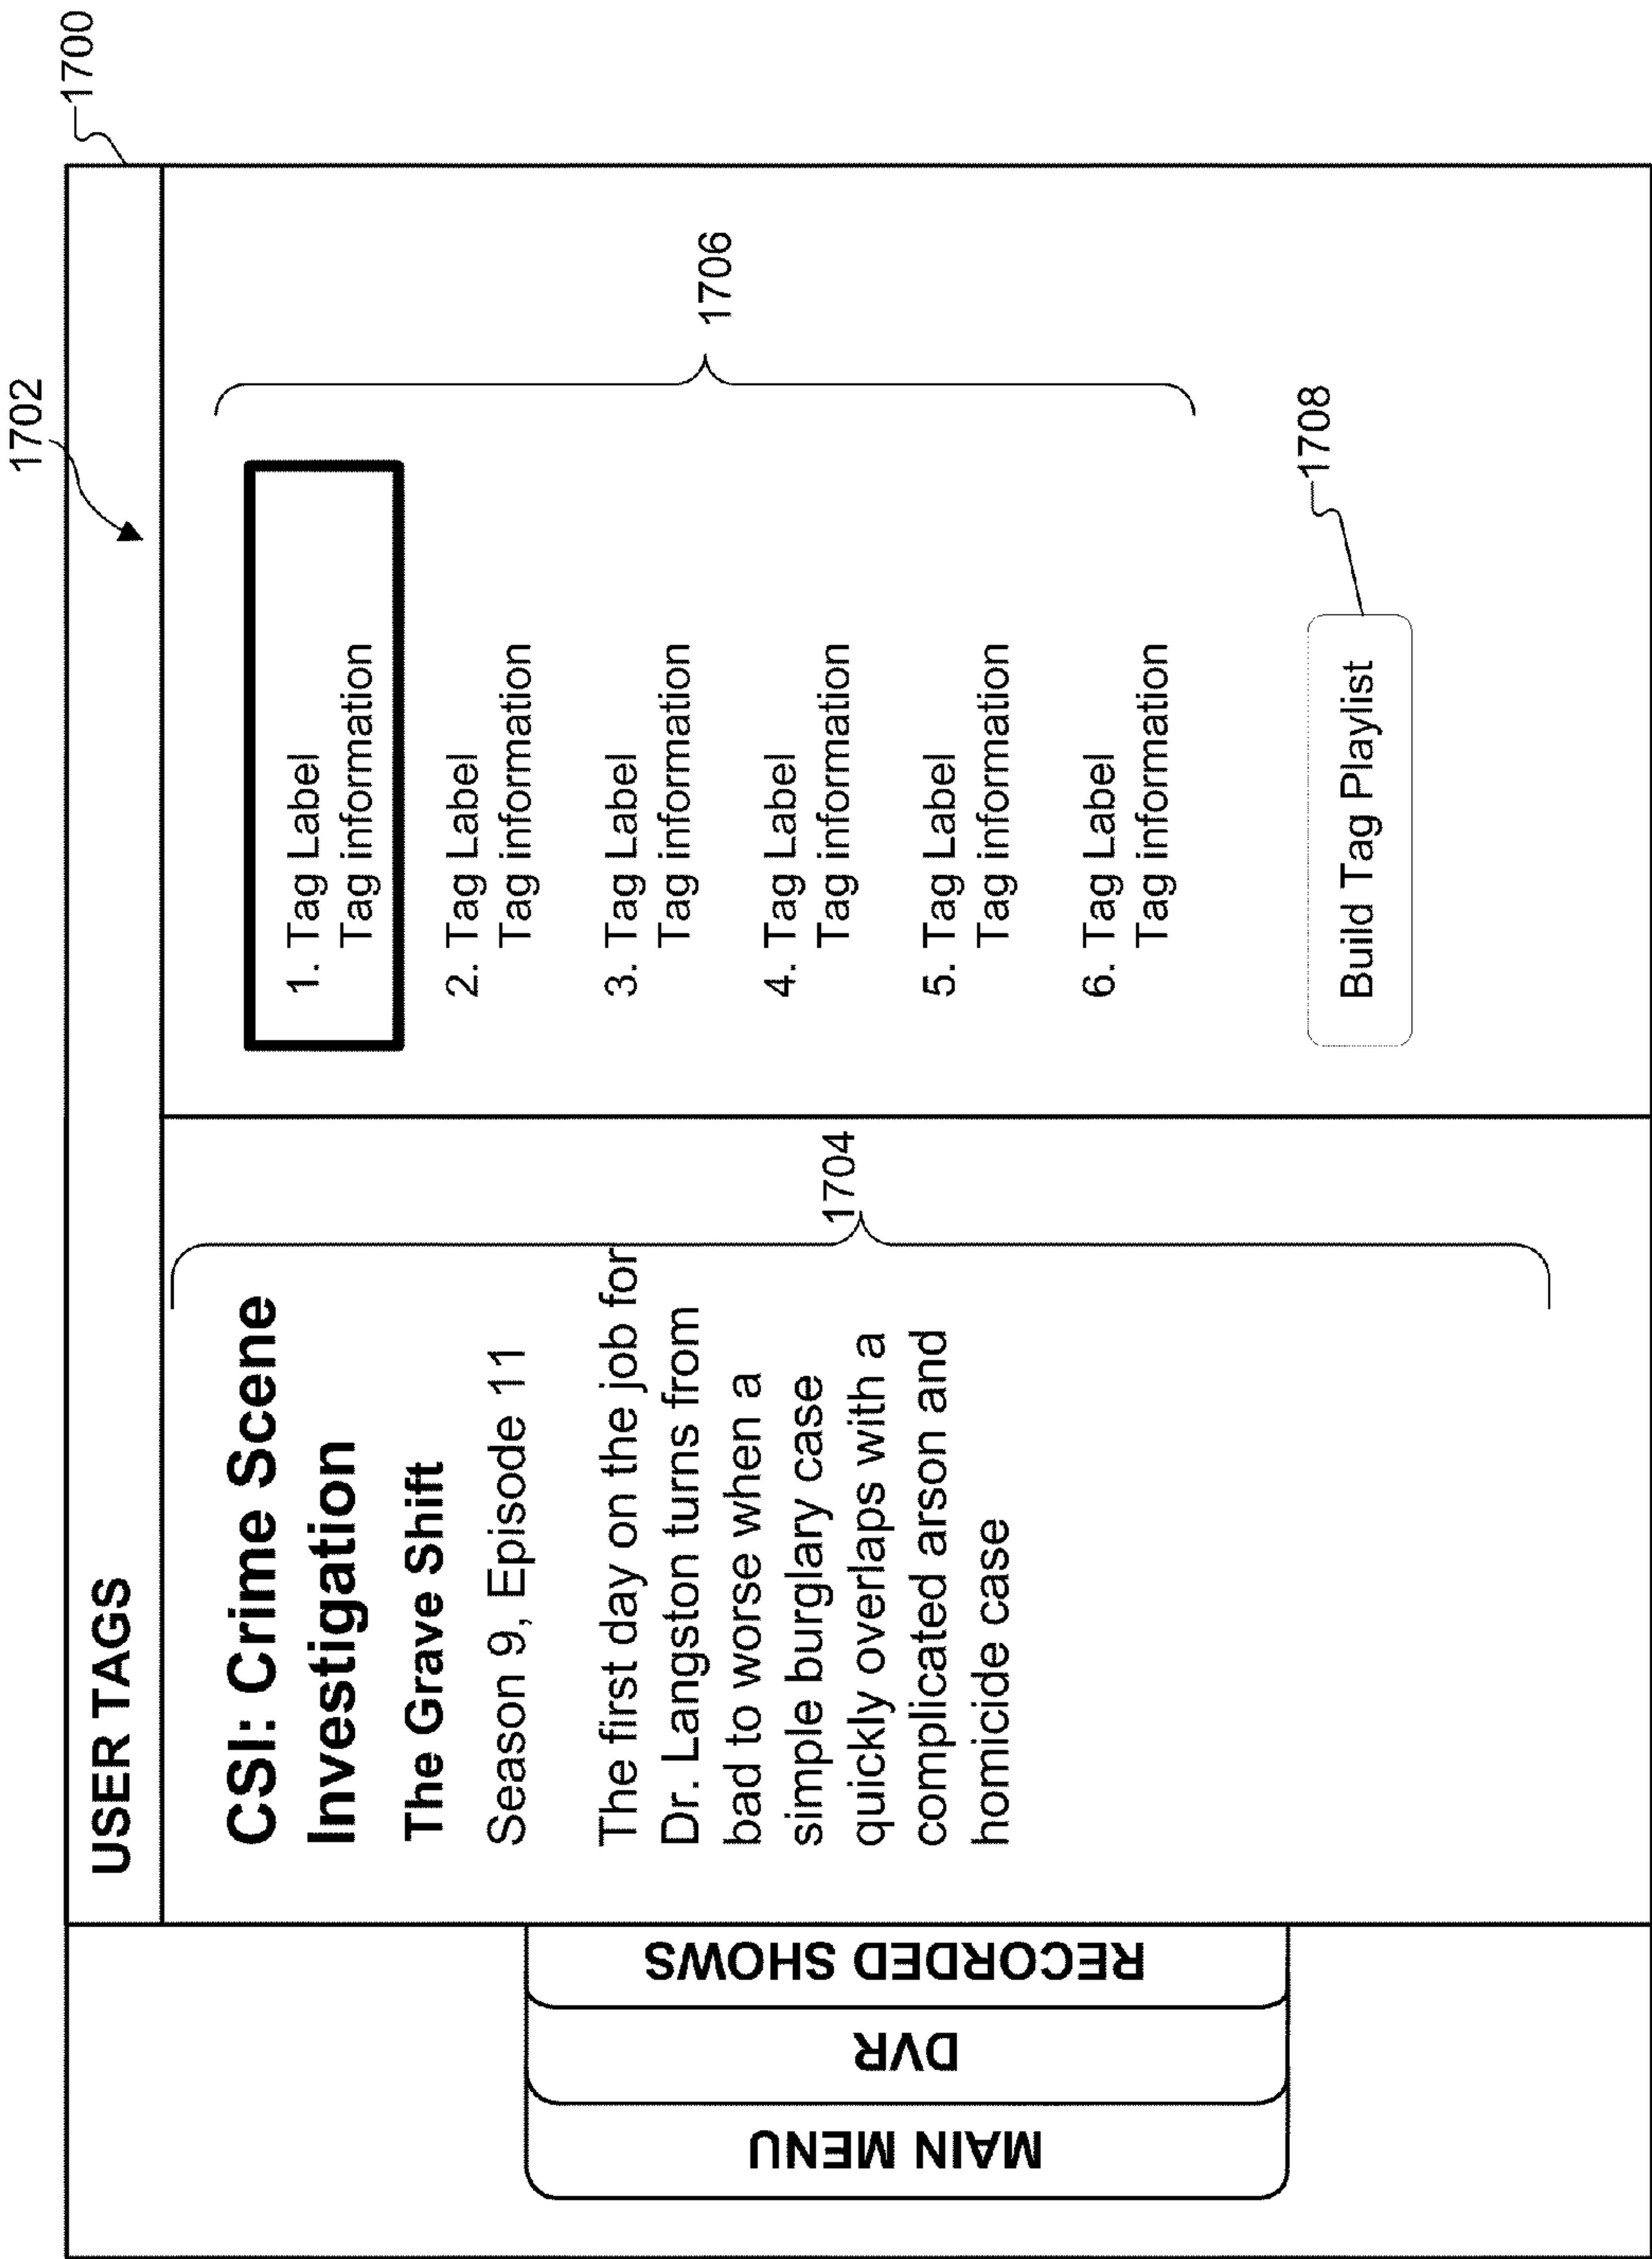 1700
1702
USER TAGS
MAIN MENU
DVR
RECORDED SHOWS
CSI: Crime Scene
Investigation
The Grave Shift
Season 9, Episode 11
The first day on the job for
Dr. Langston turns from
bad to worse when a
simple burglary case
quickly overlaps with a
complicated arson and
homicide case
1704
1. Tag Label
Tag information
2. Tag Label
Tag information
3. Tag Label
Tag information
4. Tag Label
Tag information
5. Tag Label
Tag information
6. Tag Label
Tag information
1706
Build Tag Playlist
1708